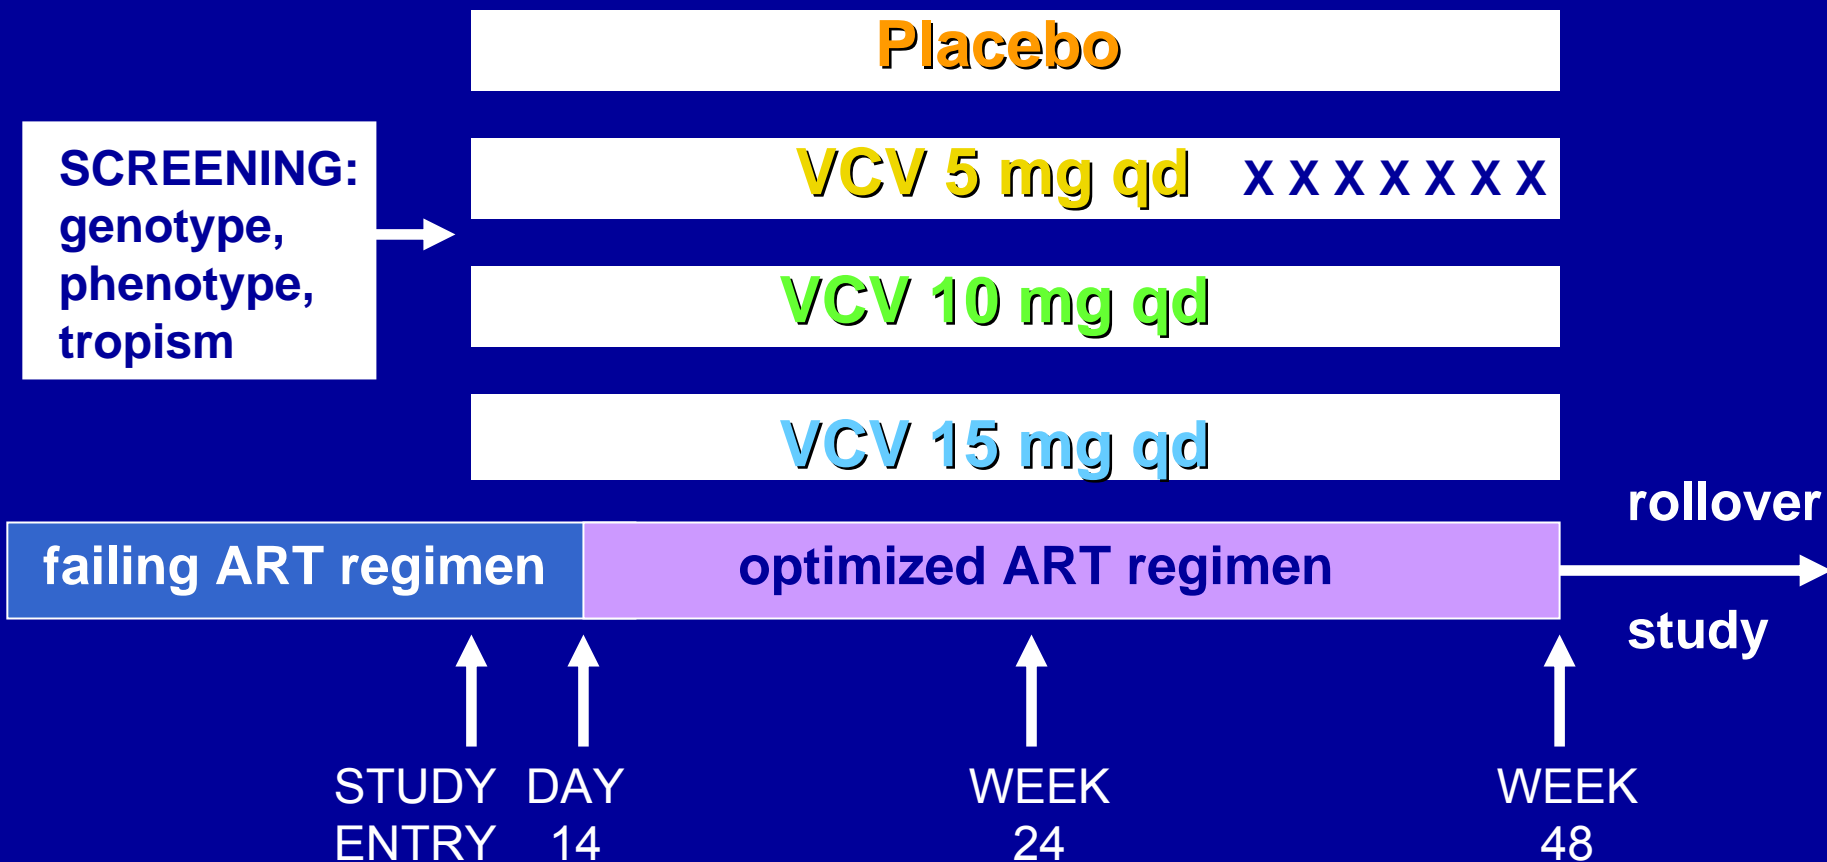 Placebo
SCREENING:
genotype,
phenotype,
tropism
VCV 5 mg qd X X X X X X X
VCV 10 mg qd
VCV 15 mg qd
failing ART regimen
optimized ART regimen
rollover
study
STUDY
ENTRY
DAY
14
WEEK
24
WEEK
48